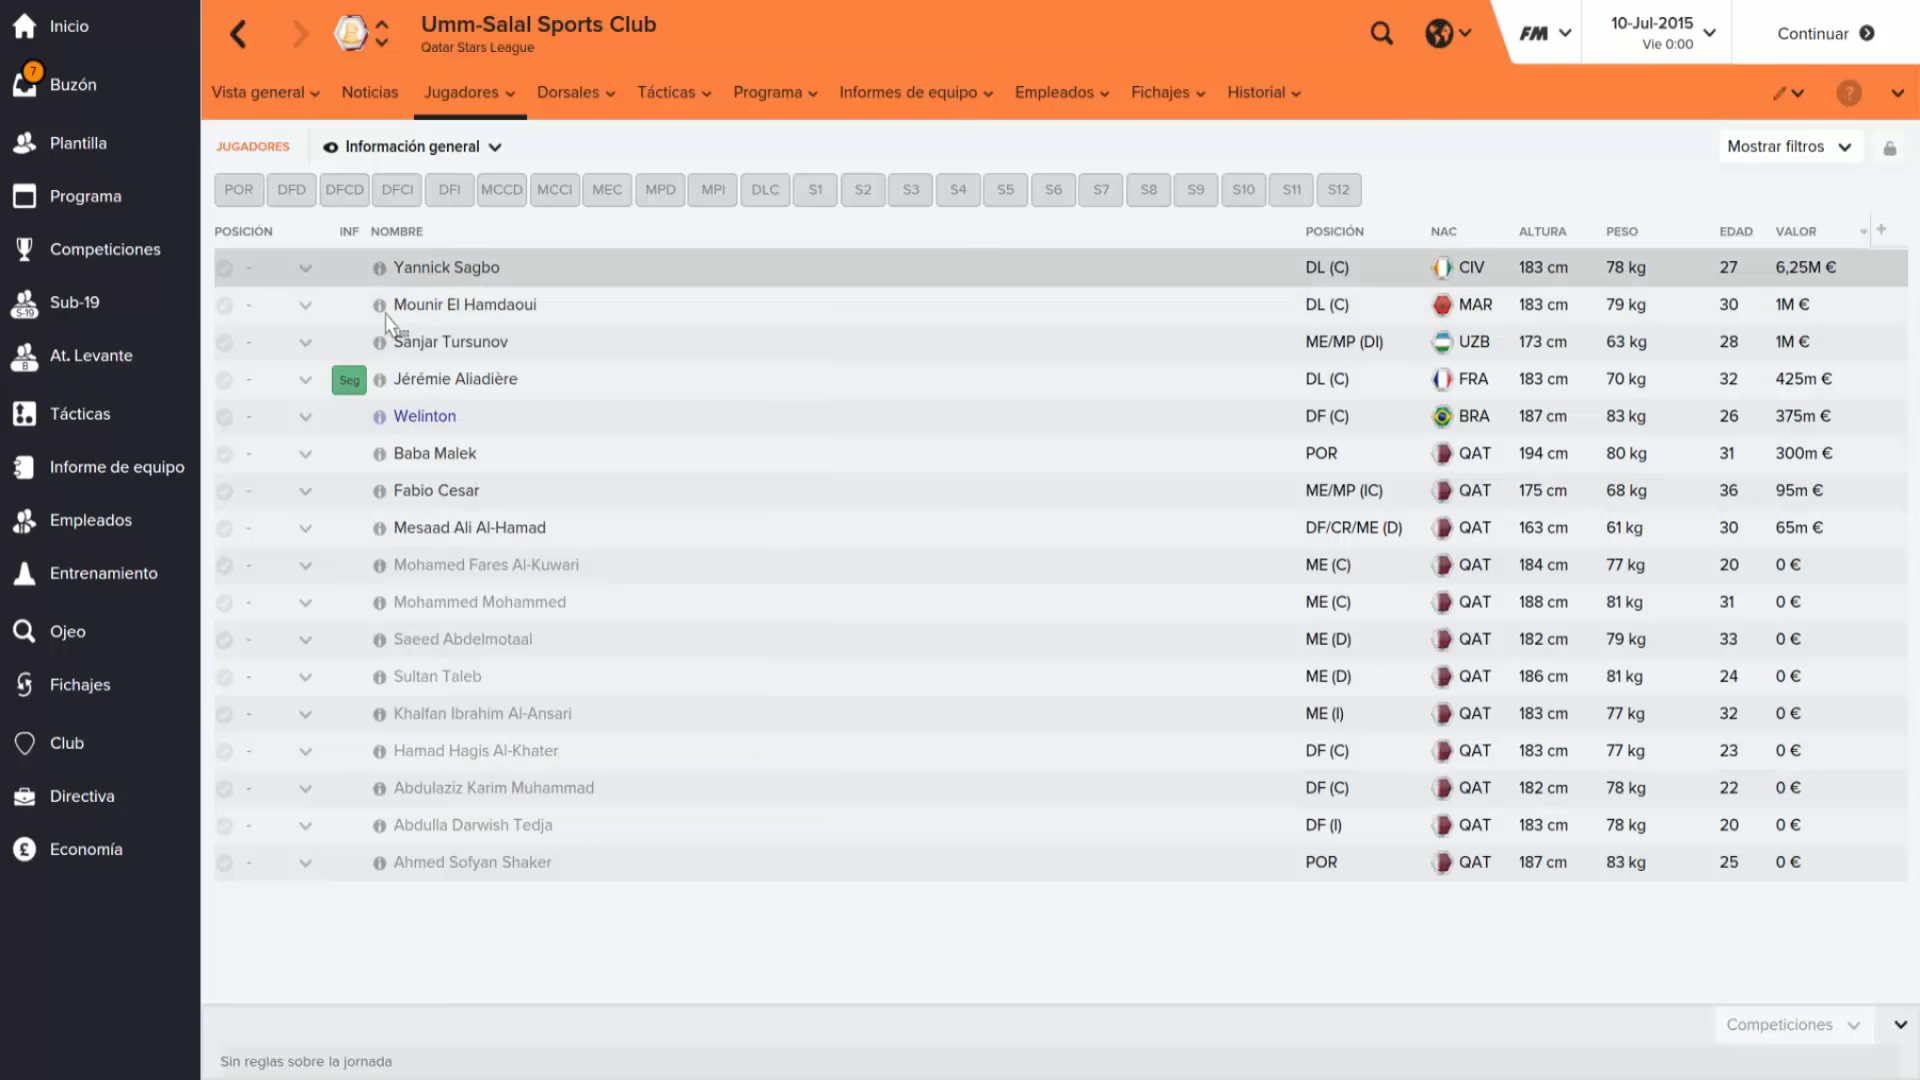 Inicio
7
Buzón
Plantilla
Programa
Competiciones
S-19
Sub-19
B
At. Levante
Tácticas
Informe de equipo
Empleados
Entrenamiento
Ojeo
Fichajes
Club
Directiva
£ Economía
Umm-Salal Sports Club
Qatar Stars League
FM
10-Jul-2015
Vie 0:00
Continuar
Vista general Noticias Jugadores Dorsales Tácticas Programa Informes de equipo Empleados Fichajes Historial ?
JUGADORES Información general Mostrar filtros
POR DFD DFCD DFCI DFI MCCD MCCI MEC MPD MPI DLC S1 S2 S3 S4 S5 S6 S7 S8 S9 S10 S11 S12
POSICIÓN INF NOMBRE POSICIÓN NAC ALTURA PESO EDAD VALOR +
- Yannick Sagbo DL (C) CIV 183 cm 78 kg 27 6,25M €
- Mounir El Hamdaoui DL (C) MAR 183 cm 79 kg 30 1M €
- Sanjar Tursunov ME/MP (DI) UZB 173 cm 63 kg 28 1M €
- Seg Jérémie Aliadière DL (C) FRA 183 cm 70 kg 32 425m €
- Welinton DF (C) BRA 187 cm 83 kg 26 375m €
- Baba Malek POR QAT 194 cm 80 kg 31 300m €
- Fabio Cesar ME/MP (IC) QAT 175 cm 68 kg 36 95m €
- Mesaad Ali Al-Hamad DF/CR/ME (D) QAT 163 cm 61 kg 30 65m €
- Mohamed Fares Al-Kuwari ME (C) QAT 184 cm 77 kg 20 0 €
- Mohammed Mohammed ME (C) QAT 188 cm 81 kg 31 0 €
- Saeed Abdelmotaal ME (D) QAT 182 cm 79 kg 33 0 €
- Sultan Taleb ME (D) QAT 186 cm 81 kg 24 0 €
- Khalfan Ibrahim Al-Ansari ME (I) QAT 183 cm 77 kg 32 0 €
- Hamad Hagis Al-Khater DF (C) QAT 183 cm 77 kg 23 0 €
- Abdulaziz Karim Muhammad DF (C) QAT 182 cm 78 kg 22 0 €
- Abdulla Darwish Tedja DF (I) QAT 183 cm 78 kg 20 0 €
- Ahmed Sofyan Shaker POR QAT 187 cm 83 kg 25 0 €
Competiciones
Sin reglas sobre la jornada